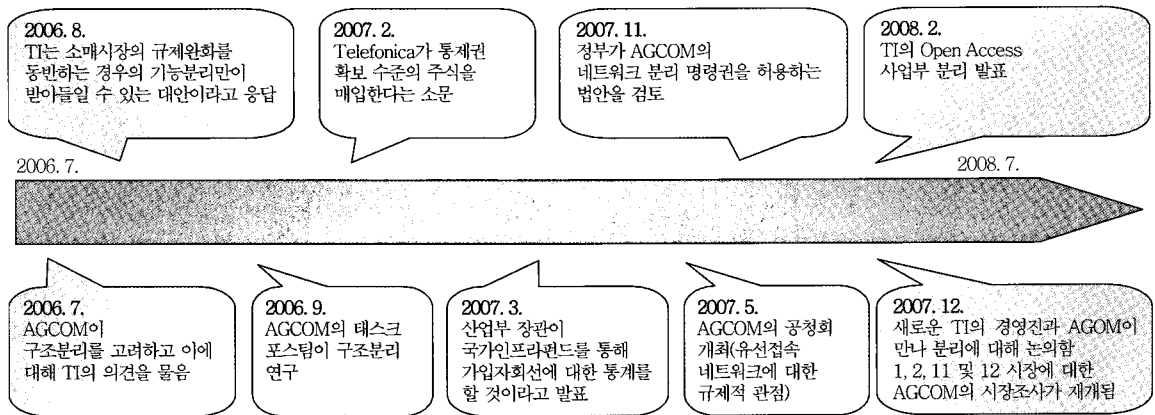 2006. 8.
TI는 소매시장의 규제완화를
동반하는 경우의 기능분리만이
받아들일 수 있는 대안이라고 응답
2007. 2.
Telefonica가 통제권
확보 수준의 주식을
매입한다는 소문
2007. 11.
정부가 AGCOM의
네트워크 분리 명령권을 허용하는
법안을 검토
2008. 2.
TI의 Open Access
사업부 분리 발표
2006. 7.
2008. 7.
2006. 7.
AGCOM이
구조분리를 고려하고 이에
대해 TI의 의견을 물음
2006. 9.
AGCOM의 태스크
포스팀이 구조분리
연구
2007. 3.
산업부 장관이
국가인프라펀드를 통해
가입자회선에 대한 통계를
할 것이라고 발표
2007. 5.
AGCOM의 공청회
개최(유선접속
네트워크에 대한
규제적 관점)
2007. 12.
새로운 TI의 경영진과 AGOM이
만나 분리에 대해 논의함
1, 2, 11 및 12 시장에 대한
AGCOM의 시장조사가 재개됨